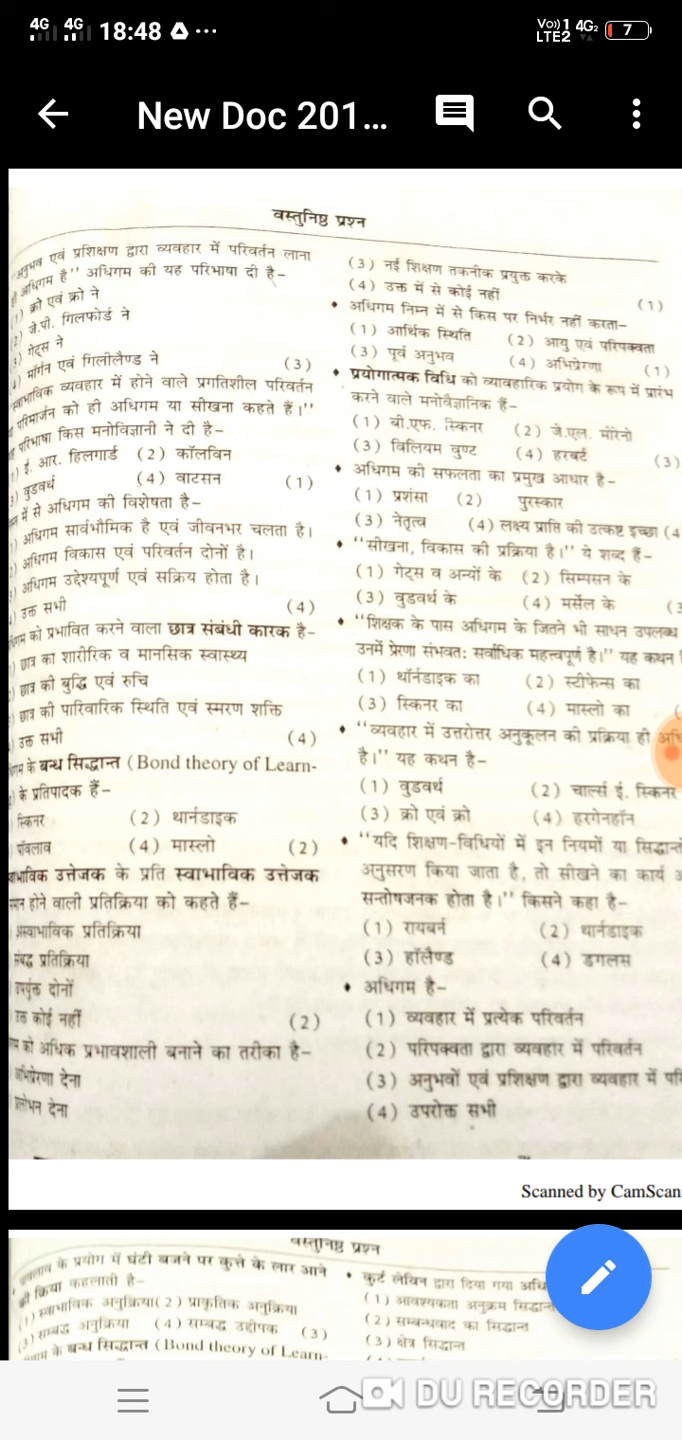 4G 4G 18:48 ...
Vo)) 1 4G2
LTE2
7
New Doc 201...
वस्तुनिष्ठ प्रश्न
"अनुभव एवं प्रशिक्षण द्वारा व्यवहार में परिवर्तन लाना
ही अधिगम है" अधिगम की यह परिभाषा दी है–
क्रो एवं क्रो ने
जे.पी. गिलफोर्ड ने
गेट्स ने
मॉर्गन एवं गिलीलैण्ड ने (3)
व्यवहार में होने वाले प्रगतिशील परिवर्तन
परिमार्जन को ही अधिगम या सीखना कहते हैं।"
परिभाषा किस मनोविज्ञानी ने दी है–
ई. आर. हिलगार्ड (2) कॉलविन
वुडवर्थ (4) वाटसन (1)
में से अधिगम की विशेषता है–
अधिगम सार्वभौमिक है एवं जीवनभर चलता है।
अधिगम विकास एवं परिवर्तन दोनों है।
अधिगम उद्देश्यपूर्ण एवं सक्रिय होता है।
उक्त सभी (4)
को प्रभावित करने वाला छात्र संबंधी कारक है–
छात्र का शारीरिक व मानसिक स्वास्थ्य
छात्र की बुद्धि एवं रुचि
छात्र की पारिवारिक स्थिति एवं स्मरण शक्ति
उक्त सभी (4)
के बन्ध सिद्धान्त (Bond theory of Learn-
के प्रतिपादक हैं–
स्किनर (2) थार्नडाइक
पॉवलाव (4) मास्लो (2)
उत्तेजक के प्रति स्वाभाविक उत्तेजक
होने वाली प्रतिक्रिया को कहते हैं–
अस्वाभाविक प्रतिक्रिया
संबद्ध प्रतिक्रिया
उपर्युक्त दोनों
उक्त कोई नहीं (2)
को अधिक प्रभावशाली बनाने का तरीका है–
अभिप्रेरणा देना
प्रलोभन देना
(3) नई शिक्षण तकनीक प्रयुक्त करके
(4) उक्त में से कोई नहीं (1)
♦ अधिगम निम्न में से किस पर निर्भर नहीं करता–
(1) आर्थिक स्थिति (2) आयु एवं परिपक्वता
(3) पूर्व अनुभव (4) अभिप्रेरणा (1)
♦ प्रयोगात्मक विधि को व्यावहारिक प्रयोग के रूप में प्रारंभ
करने वाले मनोवैज्ञानिक हैं–
(1) बी.एफ. स्किनर (2) जे.एल. मोरेनो
(3) विलियम वुण्ट (4) हरबर्ट (3)
♦ अधिगम की सफलता का प्रमुख आधार है–
(1) प्रशंसा (2) पुरस्कार
(3) नेतृत्व (4) लक्ष्य प्राप्ति की उत्कष्ट इच्छा (4
♦ "सीखना, विकास की प्रक्रिया है।" ये शब्द हैं–
(1) गेट्स व अन्यों के (2) सिम्पसन के
(3) वुडवर्थ के (4) मर्सेल के (3
♦ "शिक्षक के पास अधिगम के जितने भी साधन उपलब्ध
उनमें प्रेरणा संभवतः सर्वाधिक महत्त्वपूर्ण है।" यह कथन
(1) थॉर्नडाइक का (2) स्टीफेन्स का
(3) स्किनर का (4) मास्लो का (
♦ "व्यवहार में उत्तरोत्तर अनुकूलन की प्रक्रिया ही
है।" यह कथन है–
(1) वुडवर्थ (2) चार्ल्स ई. स्किनर
(3) क्रो एवं क्रो (4) हरगेनहॉन
♦ "यदि शिक्षण-विधियों में इन नियमों या सिद्धान्त
अनुसरण किया जाता है, तो सीखने का कार्य
सन्तोषजनक होता है।" किसने कहा है–
(1) रायबर्न (2) थार्नडाइक
(3) हॉलैण्ड (4) डगलस
♦ अधिगम है–
(1) व्यवहार में प्रत्येक परिवर्तन
(2) परिपक्वता द्वारा व्यवहार में परिवर्तन
(3) अनुभवों एवं प्रशिक्षण द्वारा व्यवहार में
(4) उपरोक्त सभी
Scanned by CamScan
वस्तुनिष्ठ प्रश्न
के प्रयोग में घंटी बजने पर कुत्ते के लार आने
की क्रिया कहलाती है–
(1) स्वाभाविक अनुक्रिया (2) प्राकृतिक अनुक्रिया
(3) सम्बद्ध अनुक्रिया (4) सम्बद्ध उद्दीपक (3)
के बन्ध सिद्धान्त (Bond theory of Learn-
♦ कुर्ट लेविन द्वारा दिया गया
(1) आवश्यकता अनुक्रम सिद्धान्त
(2) सम्बन्धवाद का सिद्धान्त
(3) क्षेत्र सिद्धान्त
DU RECORDER